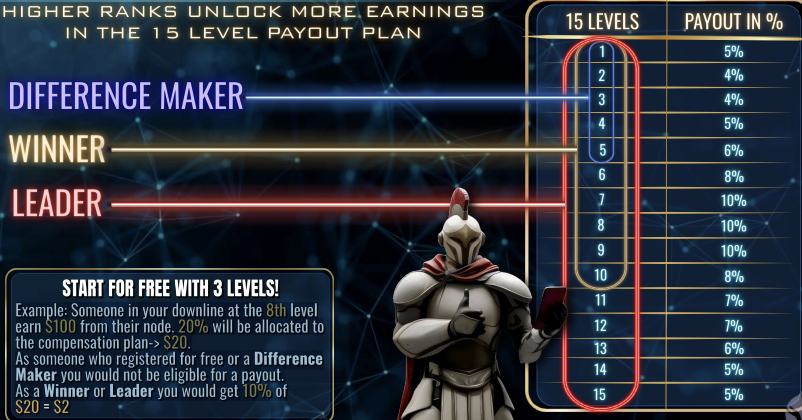 HIGHER RANKS UNLOCK MORE EARNINGS
IN THE 15 LEVEL PAYOUT PLAN
DIFFERENCE MAKER
WINNER
LEADER
START FOR FREE WITH 3 LEVELS!
Example: Someone in your downline at the 8th level
earn $100 from their node. 20% will be allocated to
the compensation plan-> $20.
As someone who registered for free or a Difference
Maker you would not be eligible for a payout.
As a Winner or Leader you would get 10% of
$20 = $2
15 LEVELS PAYOUT IN %
1 5%
2 4%
3 4%
4 5%
5 6%
6 8%
7 10%
8 10%
9 10%
10 8%
11 7%
12 7%
13 6%
14 5%
15 5%